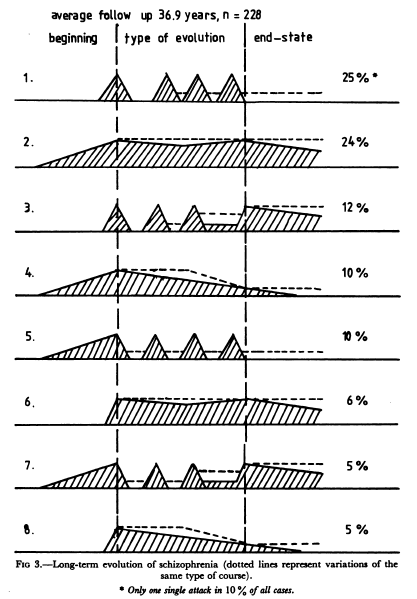 average follow up 36.9 years, n = 228
beginning type of evolution end-state
1. 25 % *
2. 24 %
3. 12 %
4. 10 %
5. 10 %
6. 6 %
7. 5 %
8. 5 %
FIG 3.—Long-term evolution of schizophrenia (dotted lines represent variations of the
same type of course).
* Only one single attack in 10 % of all cases.